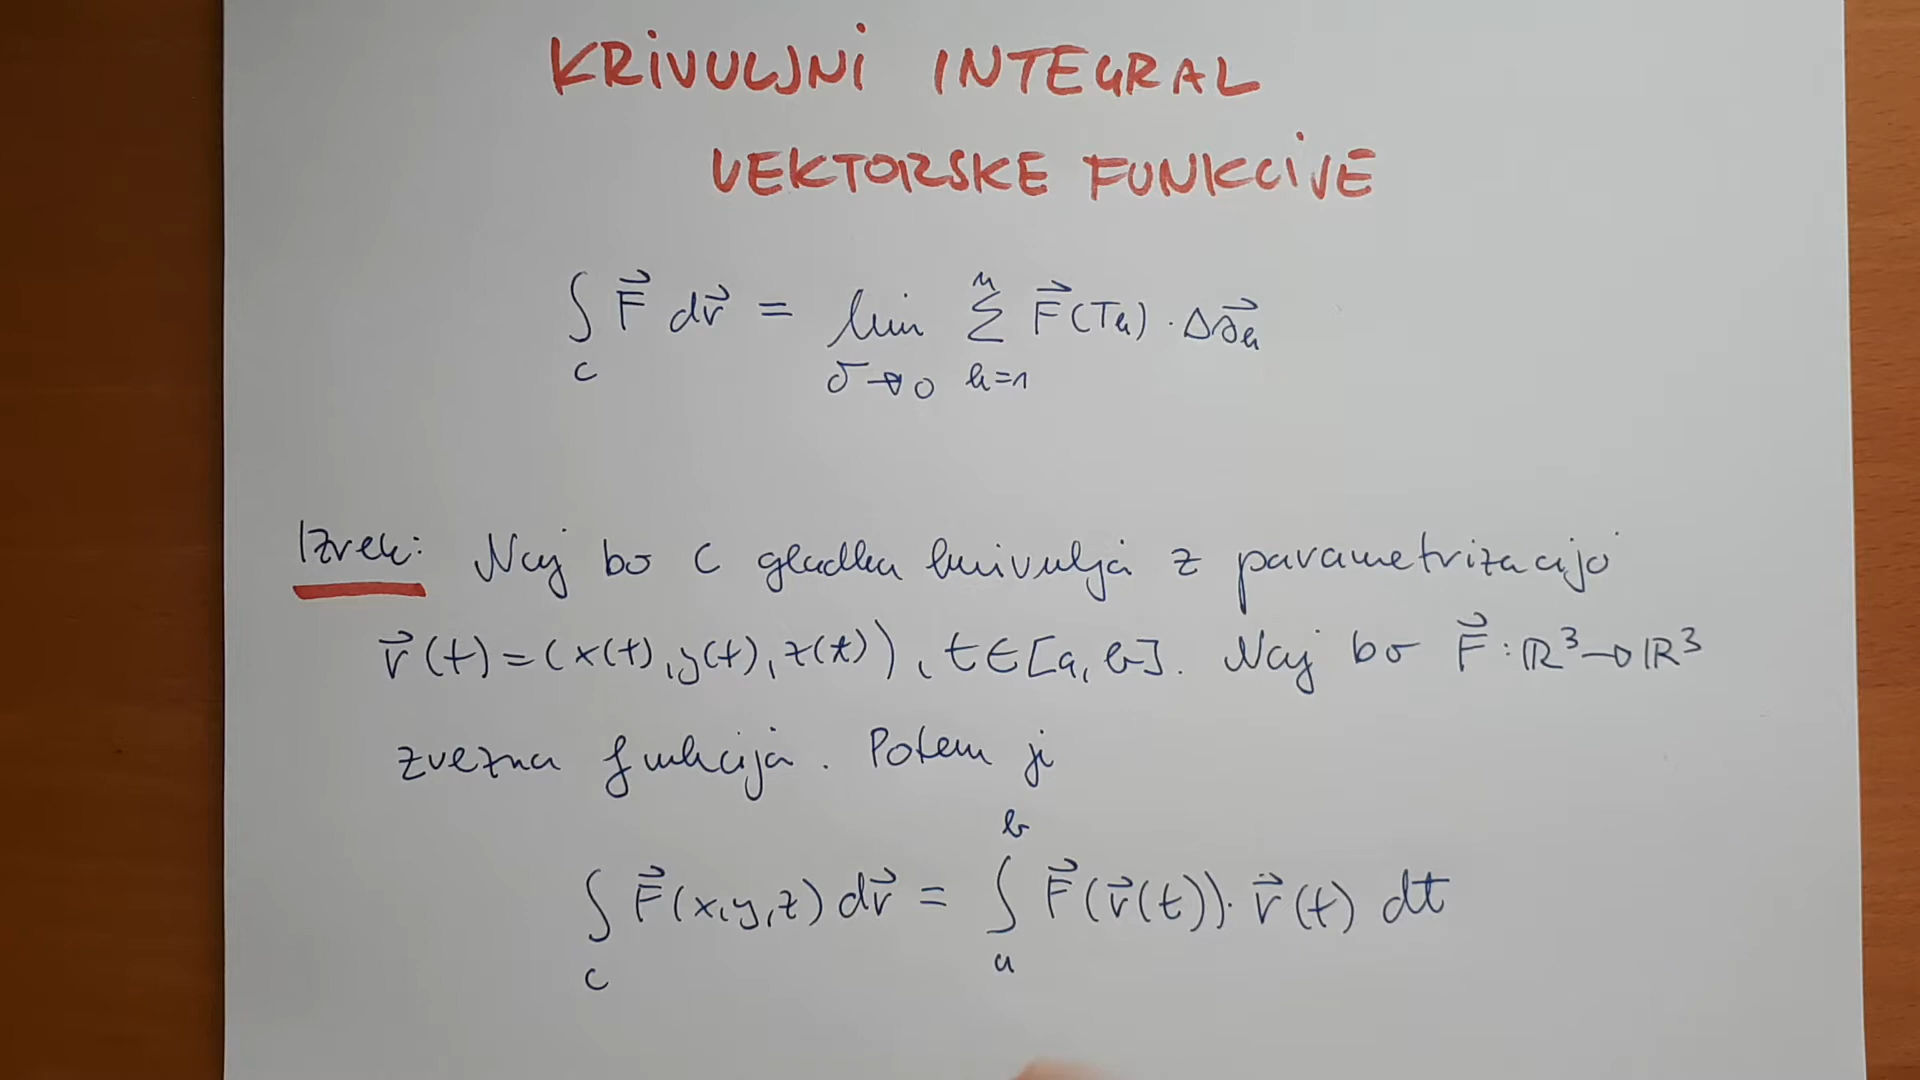 KRIVULJNI INTEGRAL
VEKTORSKE FUNKCIJE
∫_C F⃗ dr⃗ = lim_{δ→0} ∑_{k=1}^{n} F⃗(T_k) · Δs⃗_k
Izrek: Naj bo C gladka krivulja z parametrizacijo
r⃗(t) = (x(t), y(t), z(t)), t∈[a, b]. Naj bo F⃗: ℝ³→ℝ³
zvezna funkcija. Potem je
∫_C F⃗(x,y,z) dr⃗ = ∫_a^b F⃗(r⃗(t)) · r⃗(t) dt